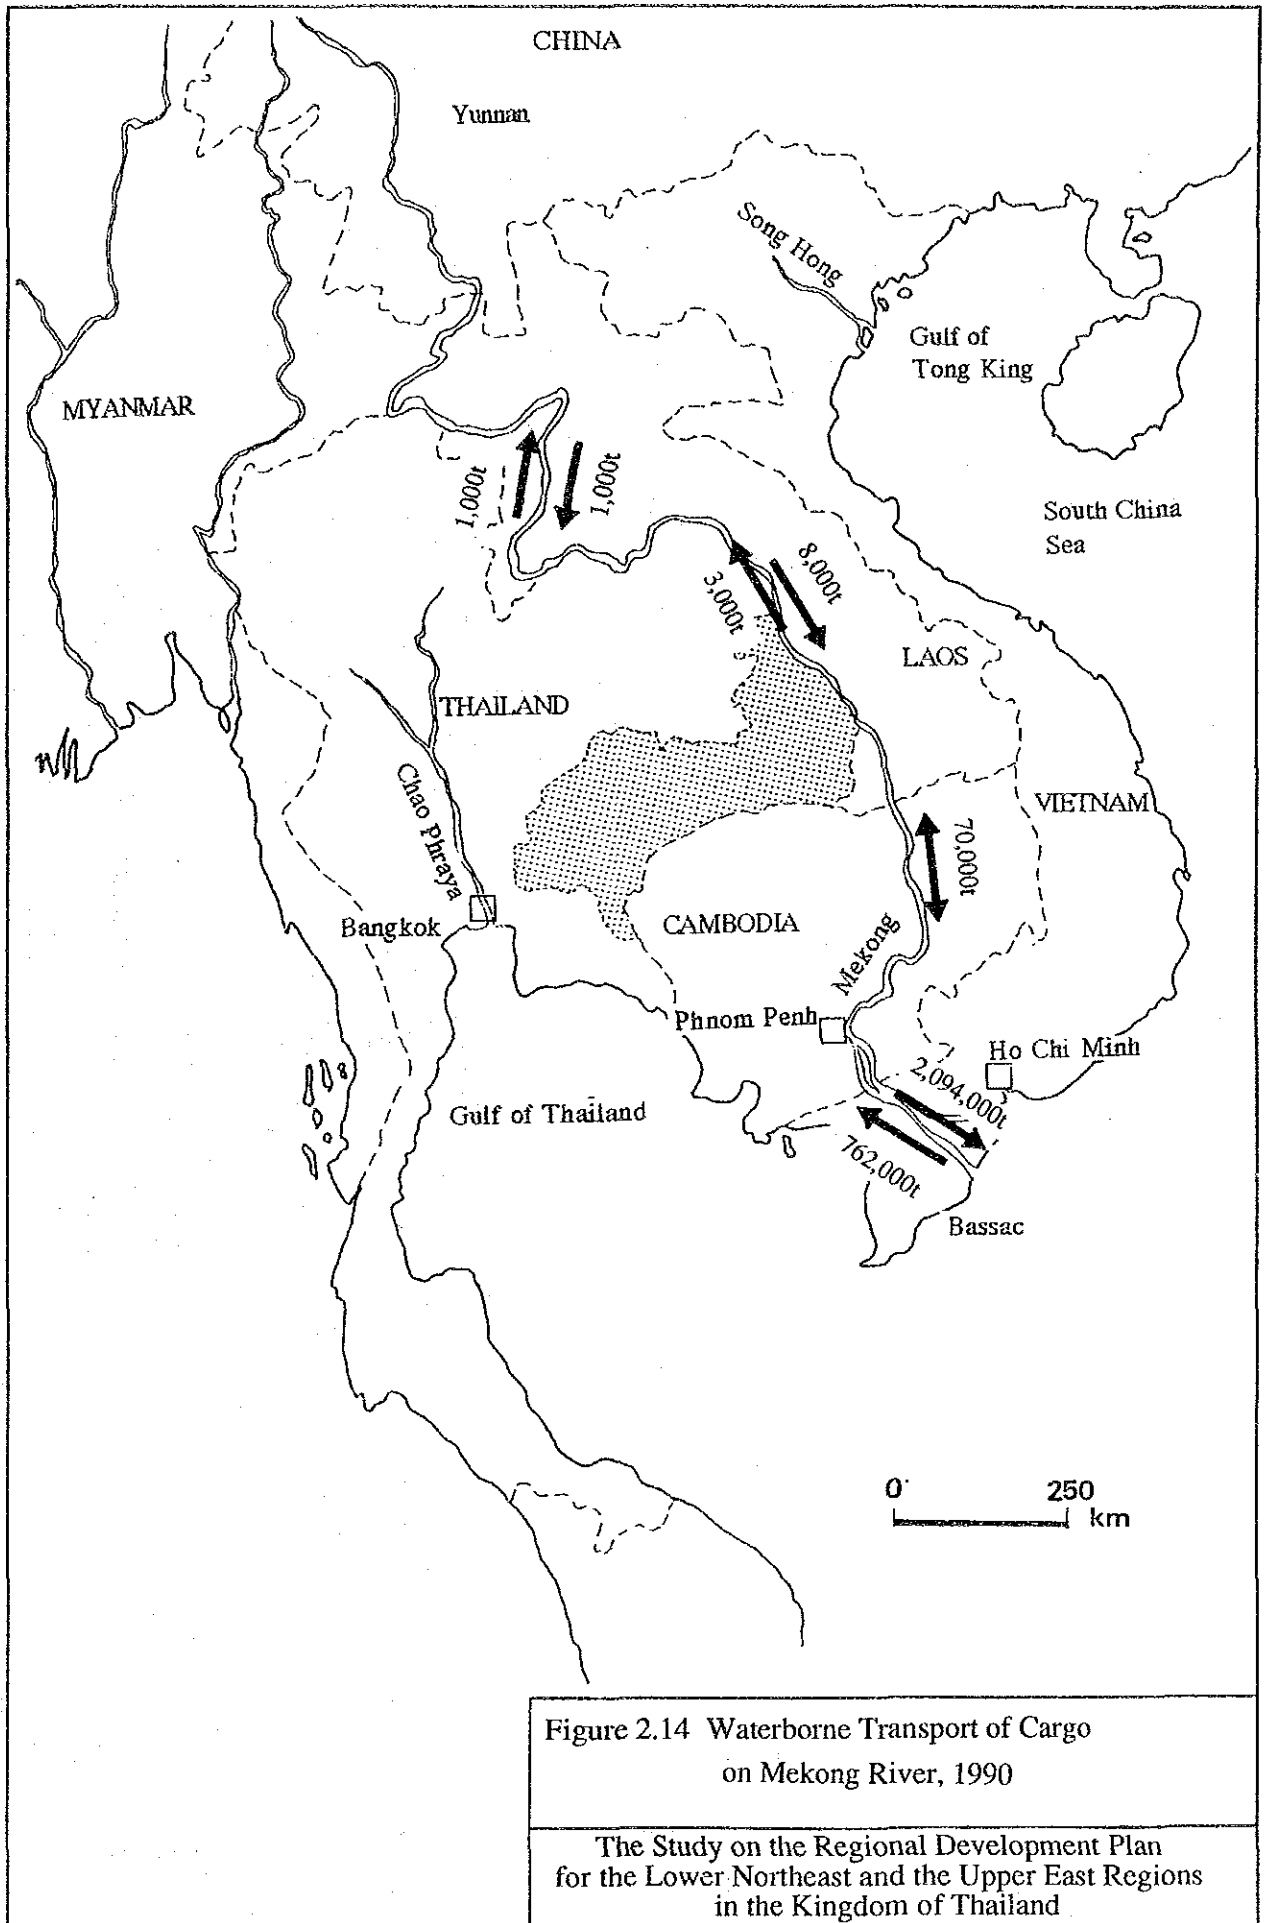 CHINA
Yunnan
Song Hong
Gulf of
Tong King
MYANMAR
1,000t
1,000t
South China
Sea
8,000t
3,000t
LAOS
THAILAND
Chao Phraya
VIETNAM
70,000t
Bangkok
CAMBODIA
Mekong
Phnom Penh
Ho Chi Minh
2,094,000t
Gulf of Thailand
762,000t
Bassac
0 250
km
Figure 2.14 Waterborne Transport of Cargo
on Mekong River, 1990
The Study on the Regional Development Plan
for the Lower Northeast and the Upper East Regions
in the Kingdom of Thailand